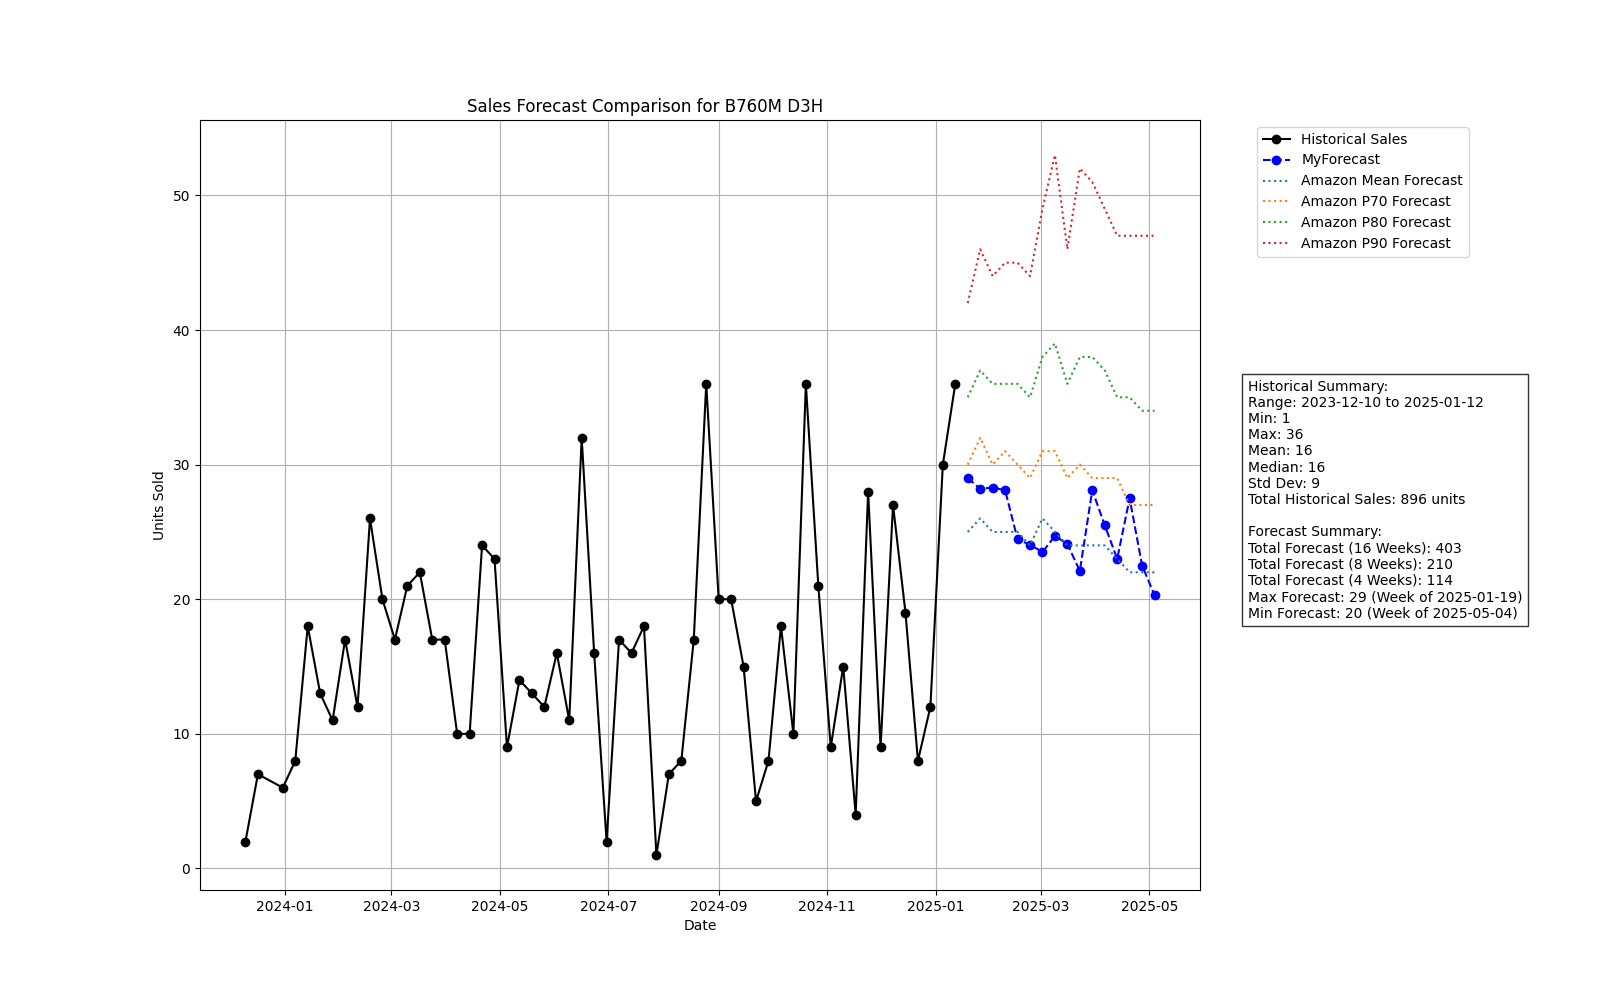 Sales Forecast Comparison for B760M D3H
Historical Sales
MyForecast
Amazon Mean Forecast
Amazon P70 Forecast
Amazon P80 Forecast
Amazon P90 Forecast
50
40
30
20
10
0
Units Sold
2024-01 2024-03 2024-05 2024-07 2024-09 2024-11 2025-01 2025-03 2025-05
Date
Historical Summary:
Range: 2023-12-10 to 2025-01-12
Min: 1
Max: 36
Mean: 16
Median: 16
Std Dev: 9
Total Historical Sales: 896 units
Forecast Summary:
Total Forecast (16 Weeks): 403
Total Forecast (8 Weeks): 210
Total Forecast (4 Weeks): 114
Max Forecast: 29 (Week of 2025-01-19)
Min Forecast: 20 (Week of 2025-05-04)